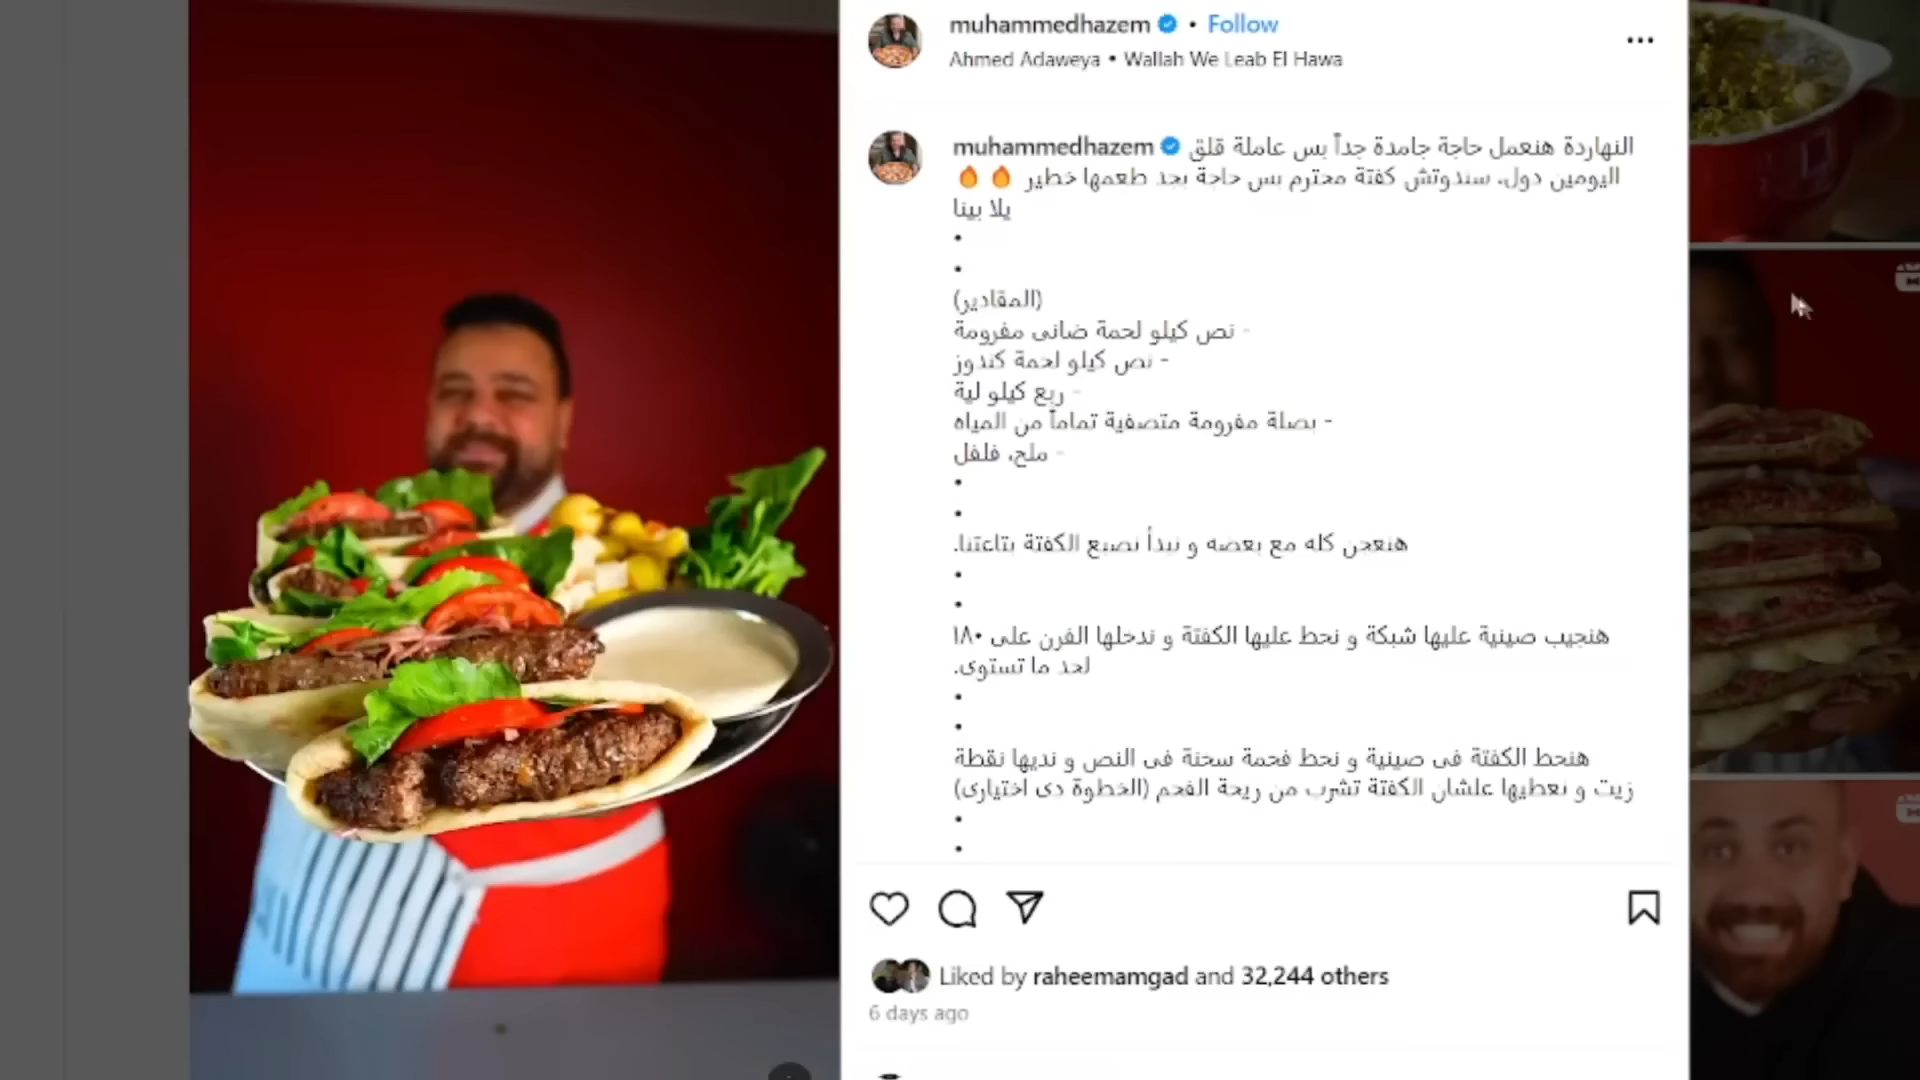 muhammedhazem • Follow
Ahmed Adaweya • Wallah We Leab El Hawa
muhammedhazem النهاردة هنعمل حاجة جامدة جداً بس عاملة قلق
اليومين دول، سندوتش كفتة محترم بس حاجة بجد طعمها خطير 🔥 🔥
يلا بينا
•
•
(المقادير)
- نص كيلو لحمة ضانى مفرومة
- نص كيلو لحمة كندوز
- ربع كيلو لية
- بصلة مفرومة متصفية تماماً من المياه
- ملح، فلفل
•
•
هنعجن كله مع بعضه و نبدأ نصبع الكفتة بتاعتنا.
•
•
هنجيب صينية عليها شبكة و نحط عليها الكفتة و ندخلها الفرن على ١٨٠
لحد ما تستوى.
•
•
هنحط الكفتة فى صينية و نحط فحمة سخنة فى النص و نديها نقطة
زيت و نغطيها علشان الكفتة تشرب من ريحة الفحم (الخطوة دى اختيارى)
•
•
Liked by raheemamgad and 32,244 others
6 days ago